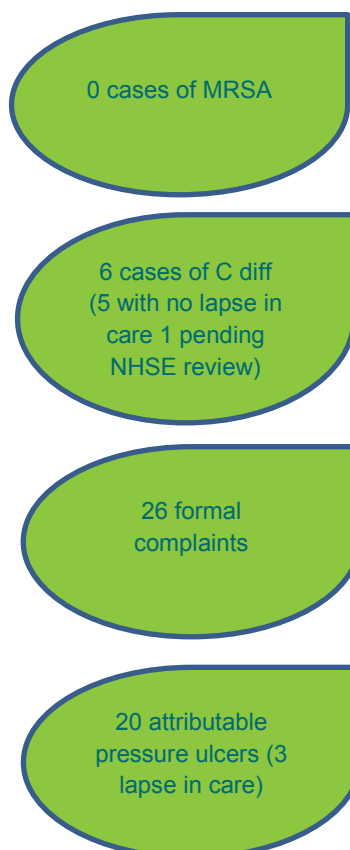 0 cases of MRSA
6 cases of C diff
(5 with no lapse in
care 1 pending
NHSE review)
26 formal
complaints
20 attributable
pressure ulcers (3
lapse in care)